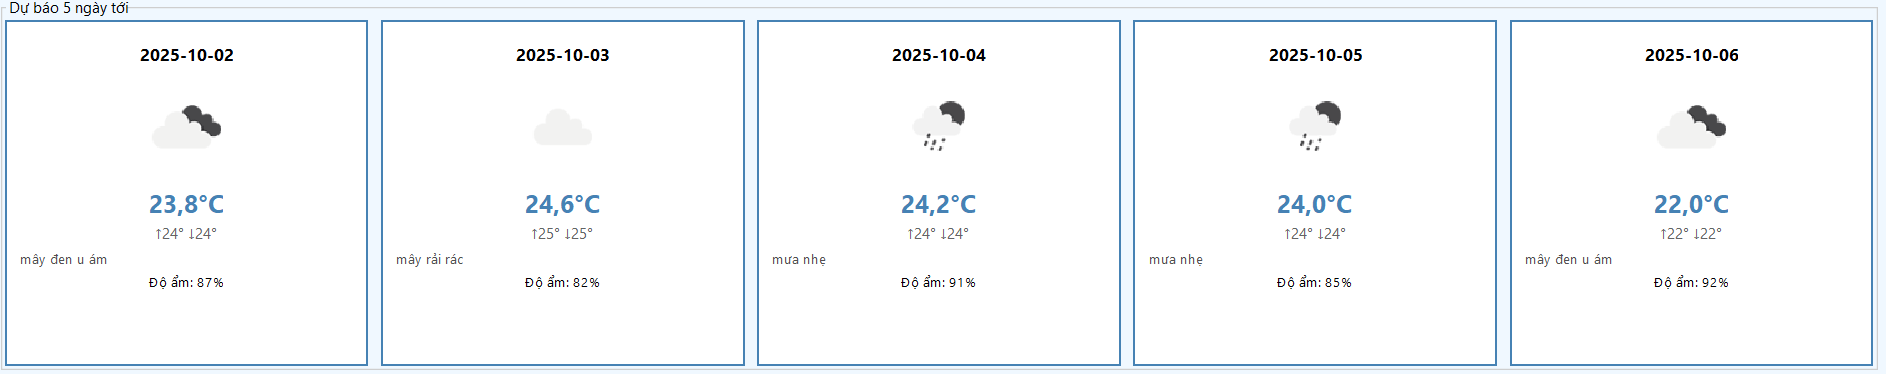 Dự báo 5 ngày tới
2025-10-02
23,8°C
↑24° ↓24°
mây đen u ám
Độ ẩm: 87%
2025-10-03
24,6°C
↑25° ↓25°
mây rải rác
Độ ẩm: 82%
2025-10-04
24,2°C
↑24° ↓24°
mưa nhẹ
Độ ẩm: 91%
2025-10-05
24,0°C
↑24° ↓24°
mưa nhẹ
Độ ẩm: 85%
2025-10-06
22,0°C
↑22° ↓22°
mây đen u ám
Độ ẩm: 92%